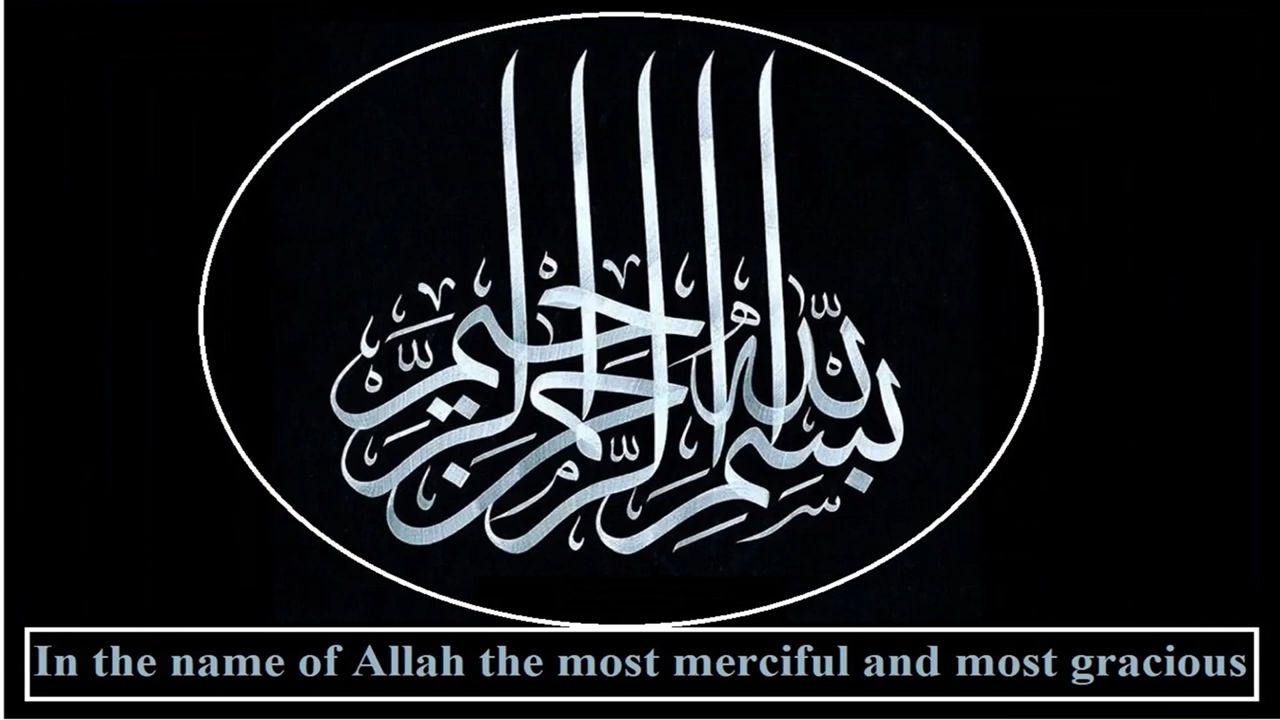 بسم الله الرحمن الرحيم
In the name of Allah the most merciful and most gracious